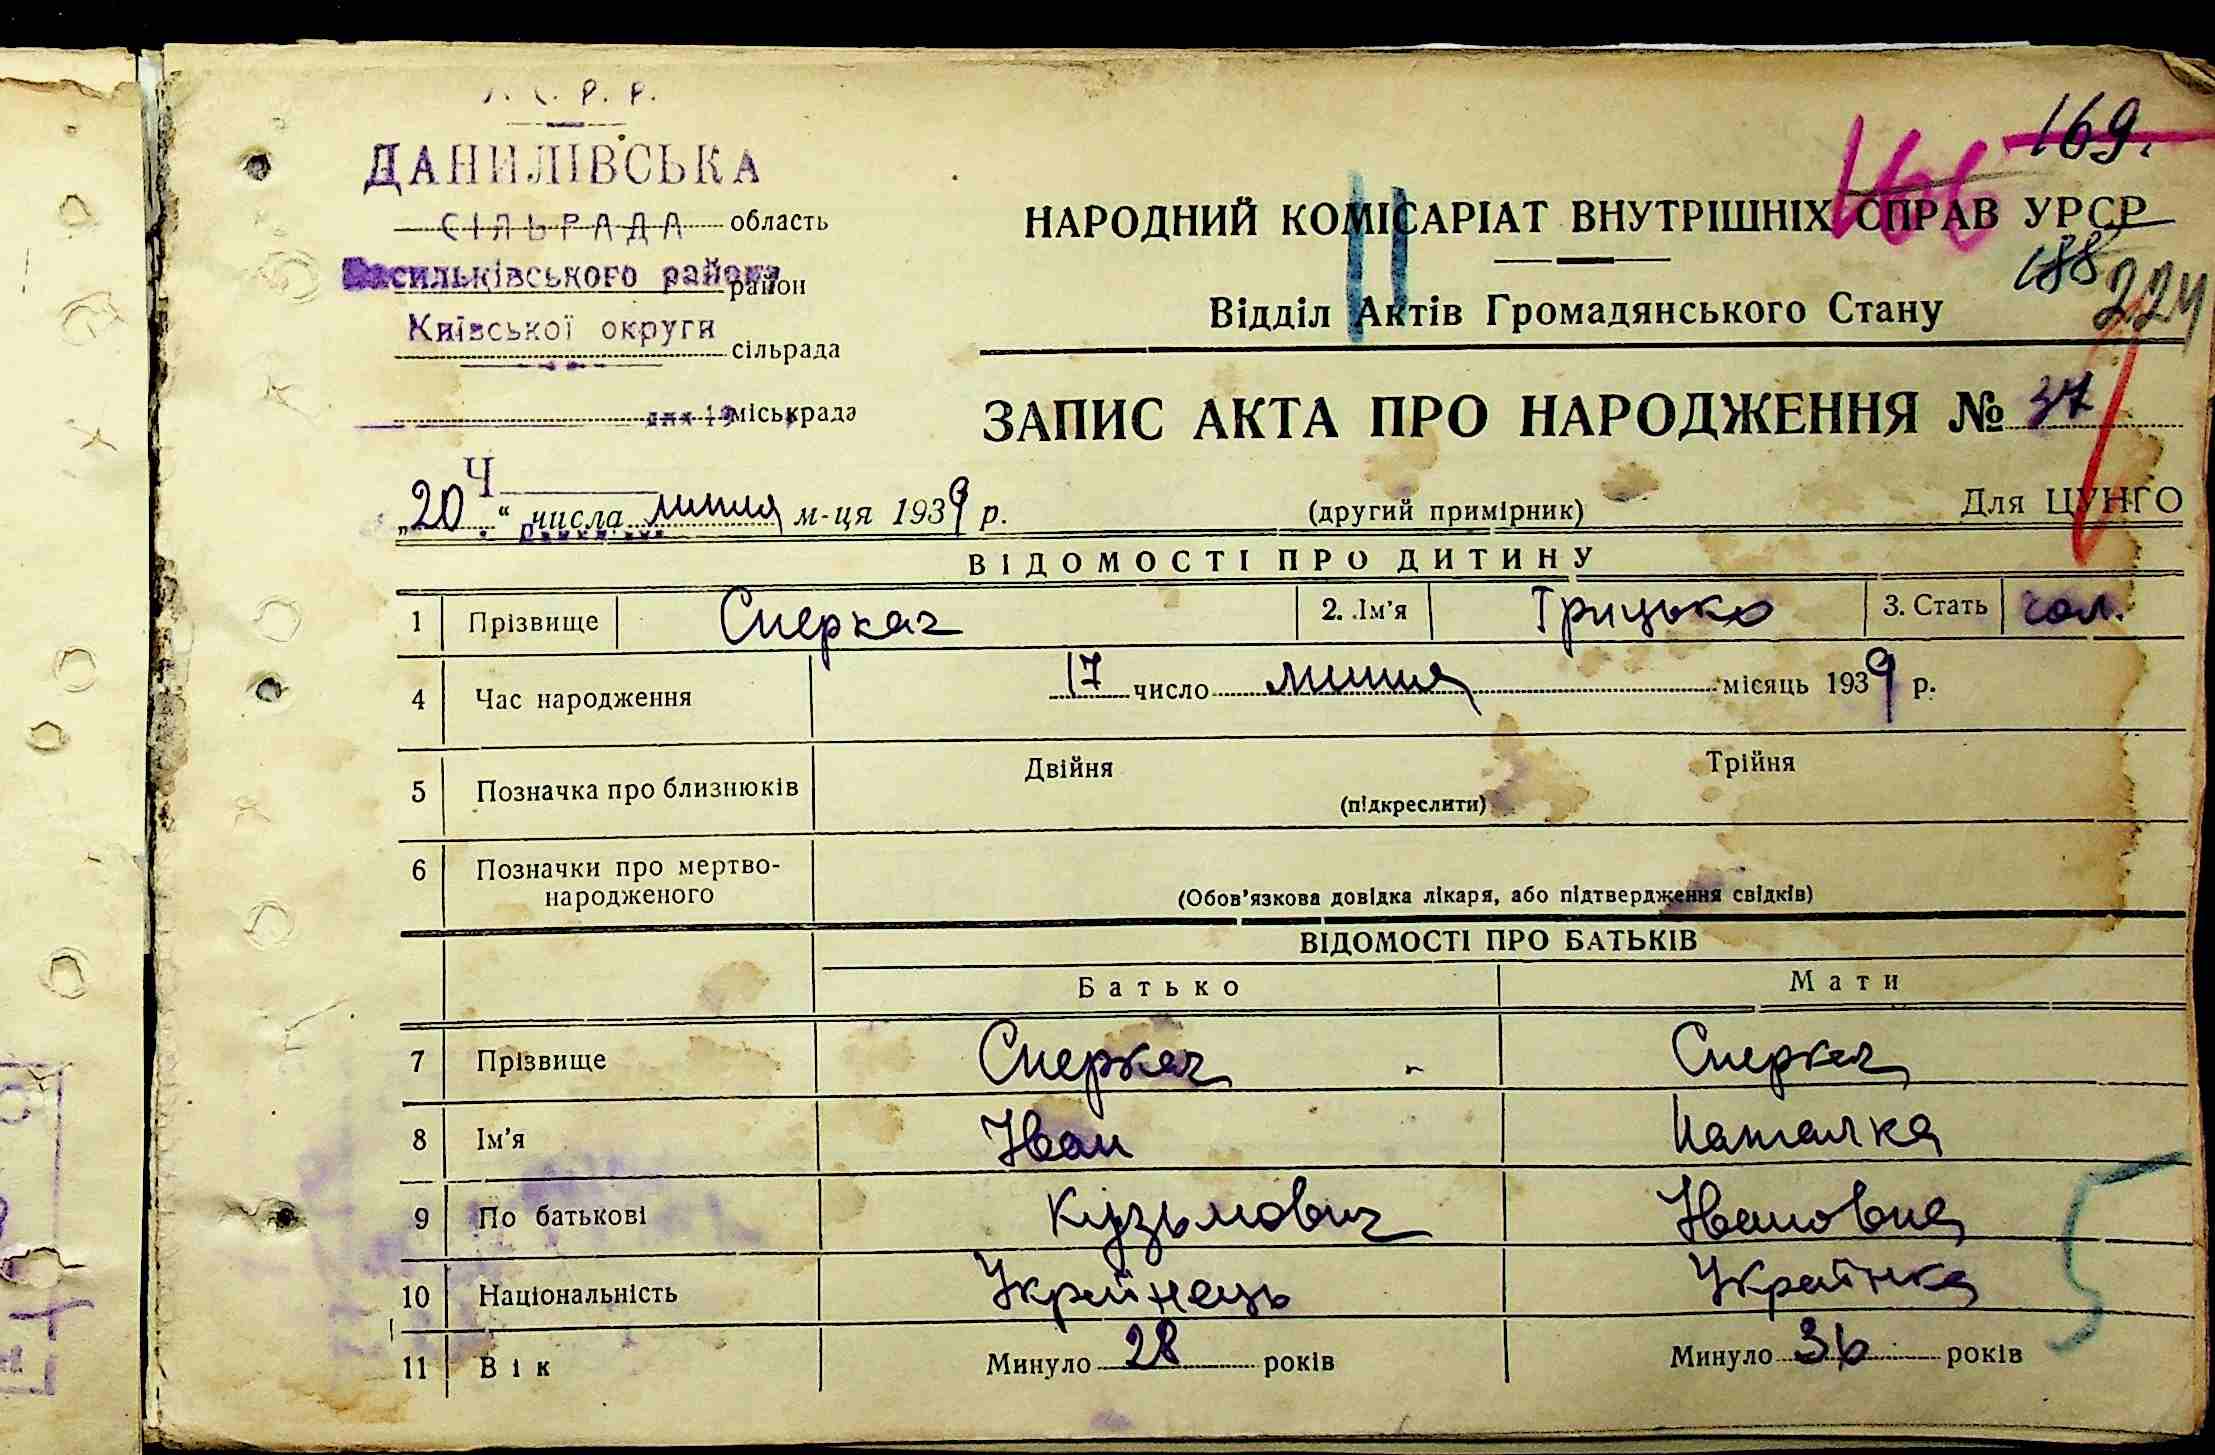 Р. Р.
ДАНИЛІВСЬКА
СІЛЬРАДА область
Васильківського района район
Київської округи
сільрада
міськрада
169.
166
НАРОДНИЙ КОМІСАРІАТ ВНУТРІШНІХ СПРАВ УРСР
188
224
Відділ Актів Громадянського Стану
ЗАПИС АКТА ПРО НАРОДЖЕННЯ № 37
Ч
„20“ числа липня м-ця 1939 р. (другий примірник) Для ЦУНГО
ВІДОМОСТІ ПРО ДИТИНУ
1 Прізвище Сперкач 2. Ім'я Грицько 3. Стать чол.
4 Час народження 17 число липня місяць 1939 р.
5 Позначка про близнюків Двійня Трійня
(підкреслити)
6 Позначки про мертво-
народженого (Обов'язкова довідка лікаря, або підтвердження свідків)
ВІДОМОСТІ ПРО БАТЬКІВ
Батько Мати
7 Прізвище Сперкач Сперкач
8 Ім'я Іван Наталка
9 По батькові Кузьмович Івановна
10 Національність Українець Українка
11 Вік Минуло 28 років Минуло 36 років
5